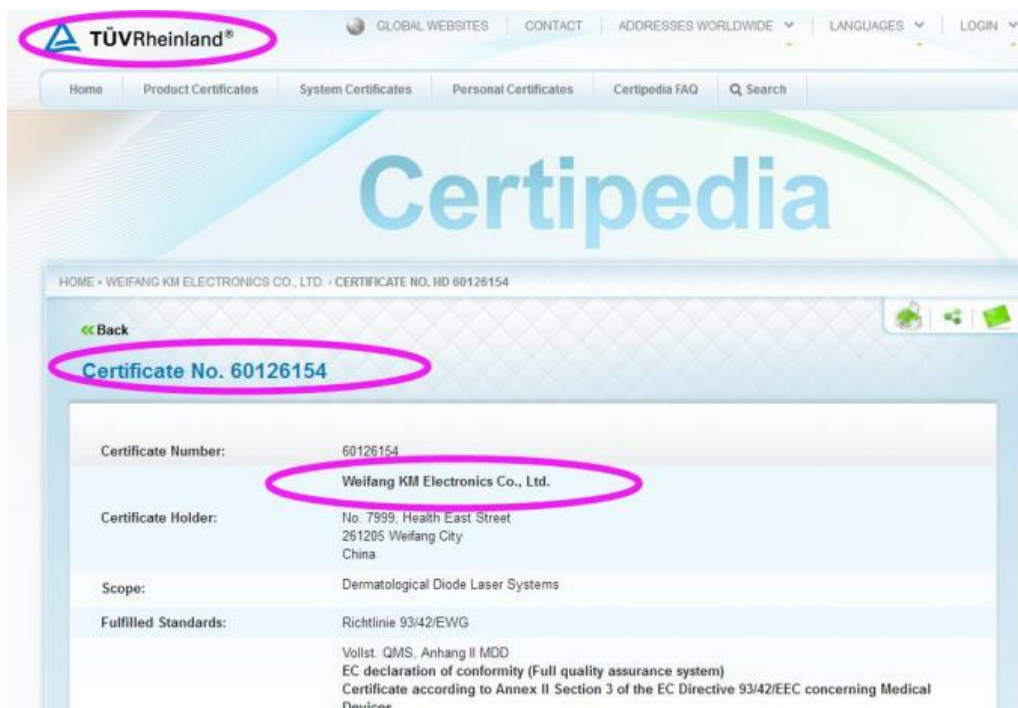 TÜVRheinland®
GLOBAL WEBSITES CONTACT ADDRESSES WORLDWIDE LANGUAGES LOGIN
Home Product Certificates System Certificates Personal Certificates Certipedia FAQ Search
Certipedia
HOME › WEIFANG KM ELECTRONICS CO., LTD. › CERTIFICATE NO. HD 60126154
Back
Certificate No. 60126154
Certificate Number: 60126154
Weifang KM Electronics Co., Ltd.
Certificate Holder: No. 7999, Health East Street
261205 Weifang City
China
Scope: Dermatological Diode Laser Systems
Fulfilled Standards: Richtlinie 93/42/EWG
Vollst. QMS, Anhang II MDD
EC declaration of conformity (Full quality assurance system)
Certificate according to Annex II Section 3 of the EC Directive 93/42/EEC concerning Medical
Devices